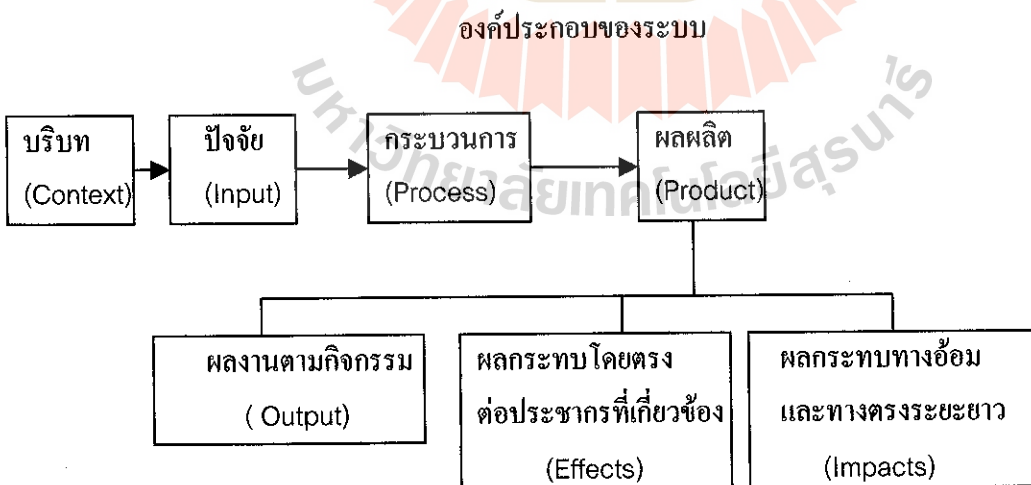 องค์ประกอบของระบบ
บริบท
(Context)
ปัจจัย
(Input)
กระบวนการ
(Process)
ผลผลิต
(Product)
ผลงานตามกิจกรรม
( Output)
ผลกระทบโดยตรง
ต่อประชากรที่เกี่ยวข้อง
(Effects)
ผลกระทบทางอ้อม
และทางตรงระยะยาว
(Impacts)